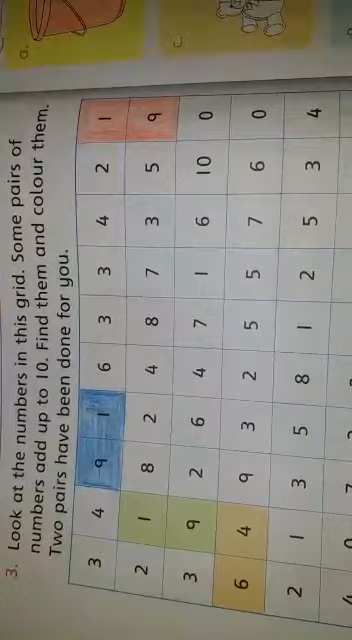 3. Look at the numbers in this grid. Some pairs of
numbers add up to 10. Find them and colour them.
Two pairs have been done for you.
3 4 9 1 6 3 3 4 2 1
2 1 8 2 4 8 7 3 5 9
3 9 2 6 4 7 1 6 10 0
6 4 9 3 2 5 5 7 6 0
2 1 3 5 8 1 2 5 3 4
a.
c.